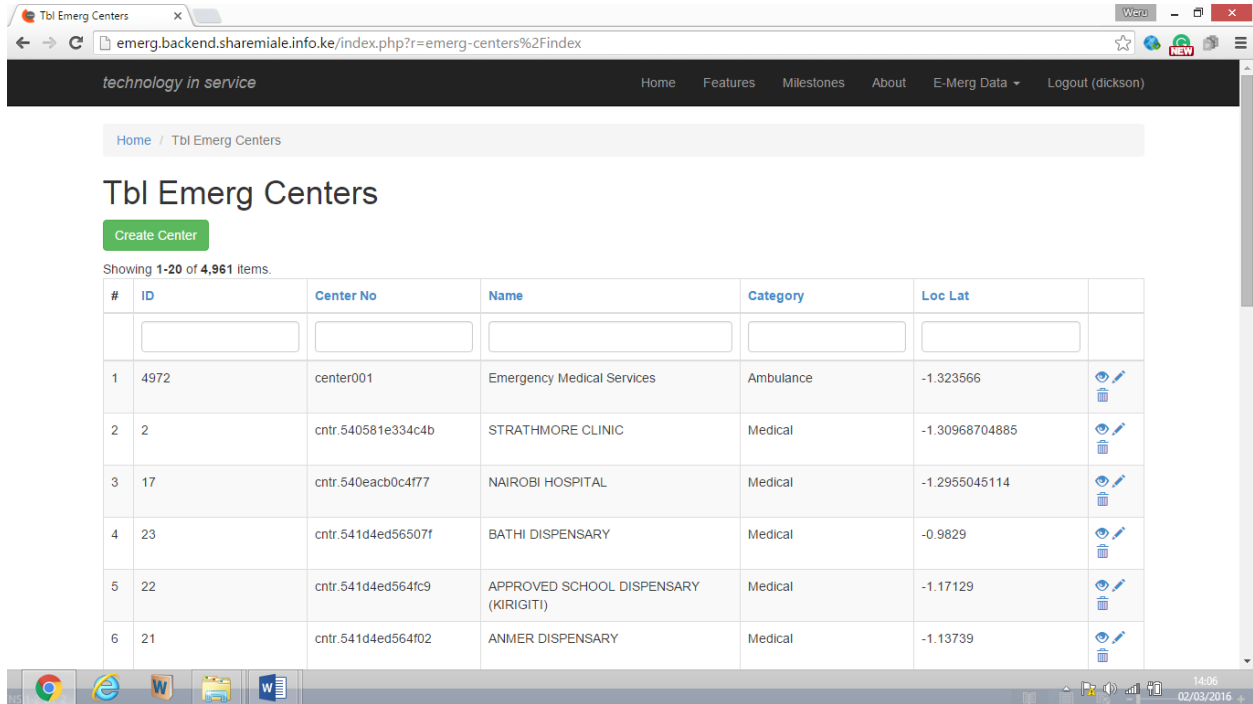 Tbl Emerg Centers
Weru
emerg.backend.sharemiale.info.ke/index.php?r=emerg-centers%2Findex
NEW
technology in service Home Features Milestones About E-Merg Data Logout (dickson)
Home / Tbl Emerg Centers
Tbl Emerg Centers
Create Center
Showing 1-20 of 4,961 items.
# ID Center No Name Category Loc Lat
1 4972 center001 Emergency Medical Services Ambulance -1.323566
2 2 cntr.540581e334c4b STRATHMORE CLINIC Medical -1.30968704885
3 17 cntr.540eacb0c4f77 NAIROBI HOSPITAL Medical -1.2955045114
4 23 cntr.541d4ed56507f BATHI DISPENSARY Medical -0.9829
5 22 cntr.541d4ed564fc9 APPROVED SCHOOL DISPENSARY Medical -1.17129
(KIRIGITI)
6 21 cntr.541d4ed564f02 ANMER DISPENSARY Medical -1.13739
14:06
02/03/2016